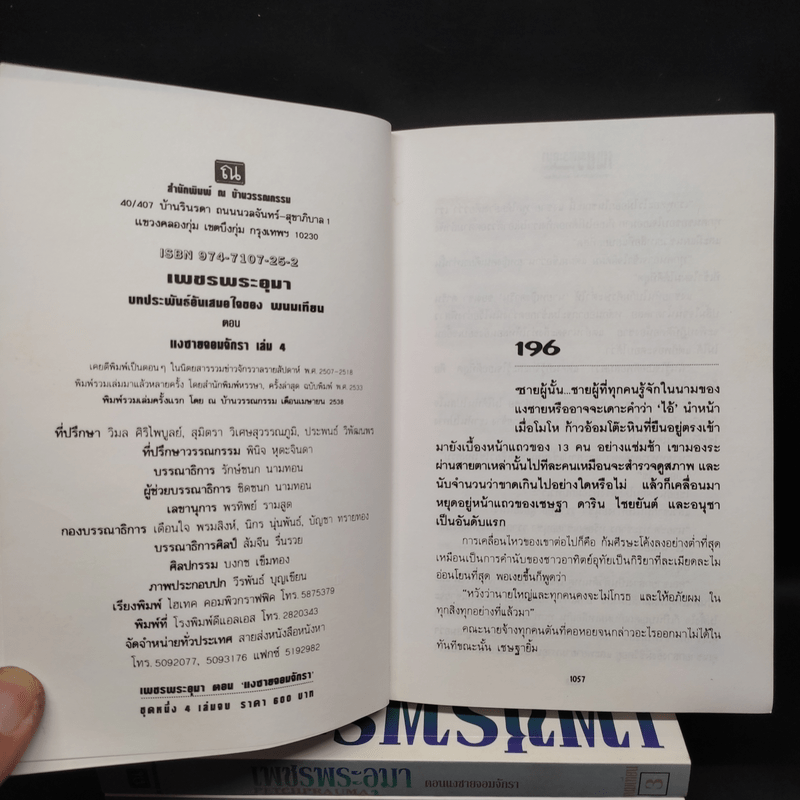 ณ
สำนักพิมพ์ ณ บ้านวรรณกรรม
40/407 บ้านรินรดา ถนนนวลจันทร์-สุขาภิบาล 1
แขวงคลองกุ่ม เขตบึงกุ่ม กรุงเทพฯ 10230
ISBN 974-7107-25-2
เพชรพระอุมา
บทประพันธ์อันเสนอใจของ พนมเทียน
ตอน
แงซายจอมจักรา เล่ม 4
เคยตีพิมพ์เป็นตอนๆ ในนิตยสารรวมข่าวจักรวาลรายสัปดาห์ พ.ศ. 2507-2518
พิมพ์รวมเล่มมาแล้วหลายครั้ง โดยสำนักพิมพ์หรรษา, ครั้งล่าสุด ฉบับพิมพ์ พ.ศ. 2533
พิมพ์รวมเล่มครั้งแรก โดย ณ บ้านวรรณกรรม เดือนเมษายน 2538
ที่ปรึกษา วิมล ศิริไพบูลย์, สุมิตรา วิเศษสุวรรณภูมิ, ประพนธ์ วิพัฒนพร
ที่ปรึกษาวรรณกรรม พินิจ หุตะจินดา
บรรณาธิการ รักษ์ชนก นามทอน
ผู้ช่วยบรรณาธิการ ชิตชนก นามทอน
เลขานุการ พรทิพย์ รามสูต
กองบรรณาธิการ เตือนใจ พรมสิงห์, นิกร นุ่นพันธ์, บัญชา ทรายทอง
บรรณาธิการศิลป์ ส้มจีน รื่นรวย
ศิลปกรรม บงกช เข็มทอง
ภาพประกอบปก วีรพันธ์ บุญเขียน
เรียงพิมพ์ ไฮเทค คอมพิวกราฟฟิค โทร. 5875379
พิมพ์ที่ โรงพิมพ์ดีแอลเอส โทร. 2820343
จัดจำหน่ายทั่วประเทศ สายส่งหนังสือหนังหา
โทร. 5092077, 5093176 แฟกซ์ 5192982
เพชรพระอุมา ตอน 'แงซายจอมจักรา'
ชุดหนึ่ง 4 เล่มจบ ราคา 600 บาท
196
ชายผู้นั้น...ชายผู้ที่ทุกคนรู้จักในนามของ
แงซายหรืออาจจะเดาะคำว่า 'ไอ้' นำหน้า
เมื่อโมโห ก้าวอ้อมโต๊ะหินที่ยืนอยู่ตรงเข้า
มายังเบื้องหน้าแถวของ 13 คน อย่างแช่มช้า เขามองระ
ผ่านสายตาเหล่านั้นไปทีละคนเหมือนจะสำรวจดูสภาพ และ
นับจำนวนว่าขาดเกินไปอย่างใดหรือไม่ แล้วก็เคลื่อนมา
หยุดอยู่หน้าแถวของเชษฐา ดาริน ไชยยันต์ และอนุชา
เป็นอันดับแรก
การเคลื่อนไหวของเขาต่อไปก็คือ ก้มศีรษะโค้งลงอย่างต่ำที่สุด
เหมือนเป็นการคำนับของชาวอาทิตย์อุทัยเป็นกิริยาที่ละเมียดละไม
อ่อนโยนที่สุด พอเงยขึ้นก็พูดว่า
"หวังว่านายใหญ่และทุกคนคงจะไม่โกรธ และให้อภัยผม ใน
ทุกสิ่งทุกอย่างที่แล้วมา"
คณะนายจ้างทุกคนตันที่คอหอยจนกล่าวอะไรออกมาไม่ได้ใน
ทันทีขณะนั้น เชษฐายิ้ม
1057
เพชรพระอุมา
ตอนแงซายจอมจักรา
3